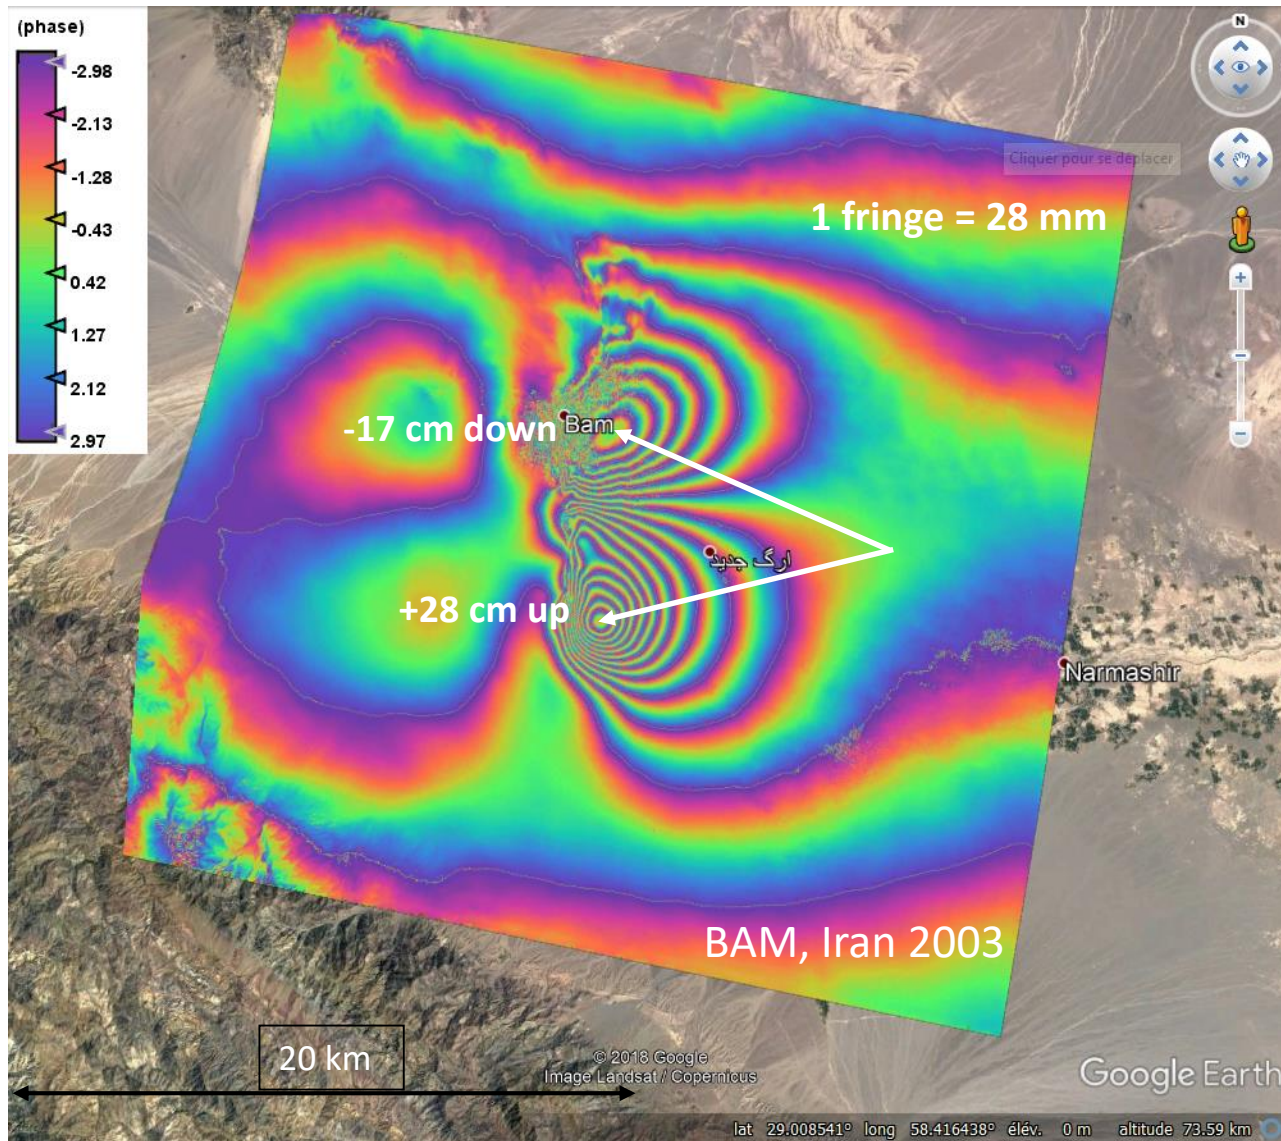 (phase)
-2.98
-2.13
-1.28
-0.43
0.42
1.27
2.12
2.97
N
Cliquer pour se déplacer
1 fringe = 28 mm
-17 cm down
Bam
ارگ جدید
+28 cm up
Narmashir
BAM, Iran 2003
20 km
© 2018 Google
Image Landsat / Copernicus
Google Earth
lat 29.008541° long 58.416438° élév. 0 m altitude 73.59 km